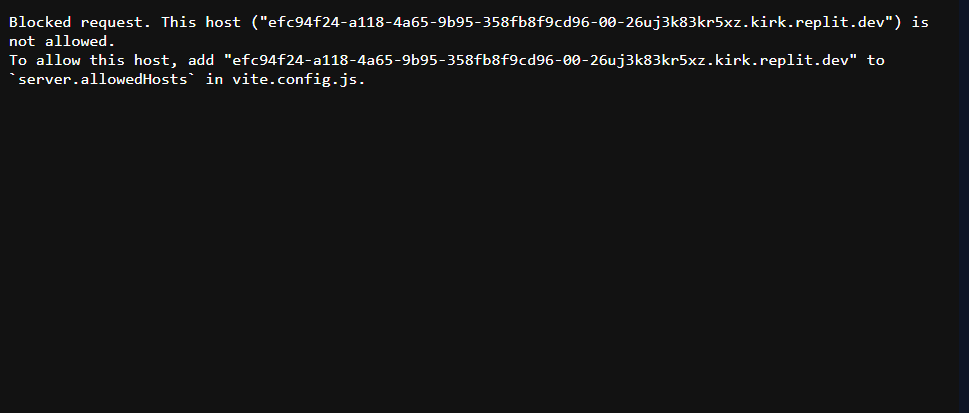 Blocked request. This host ("efc94f24-a118-4a65-9b95-358fb8f9cd96-00-26uj3k83kr5xz.kirk.replit.dev") is
not allowed.
To allow this host, add "efc94f24-a118-4a65-9b95-358fb8f9cd96-00-26uj3k83kr5xz.kirk.replit.dev" to
`server.allowedHosts` in vite.config.js.